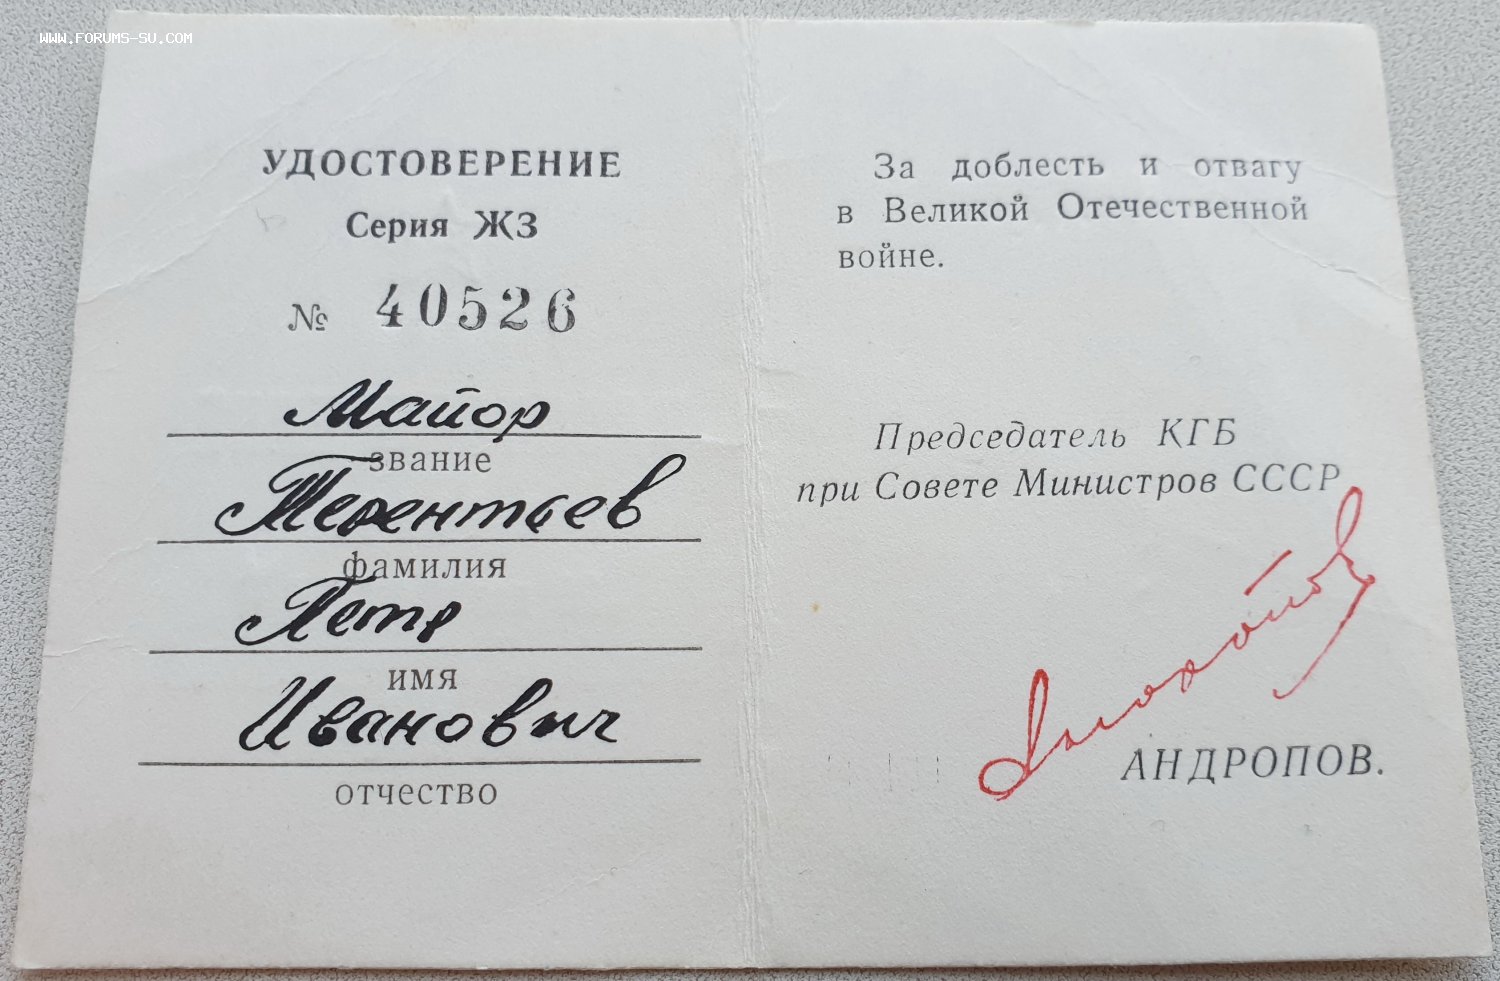 WWW.FORUMS-SU.COM
УДОСТОВЕРЕНИЕ
Серия ЖЗ
№ 40526
Майор
звание
Терентьев
фамилия
Петр
имя
Иванович
отчество
За доблесть и отвагу
в Великой Отечественной
войне.
Председатель КГБ
при Совете Министров СССР
АНДРОПОВ.